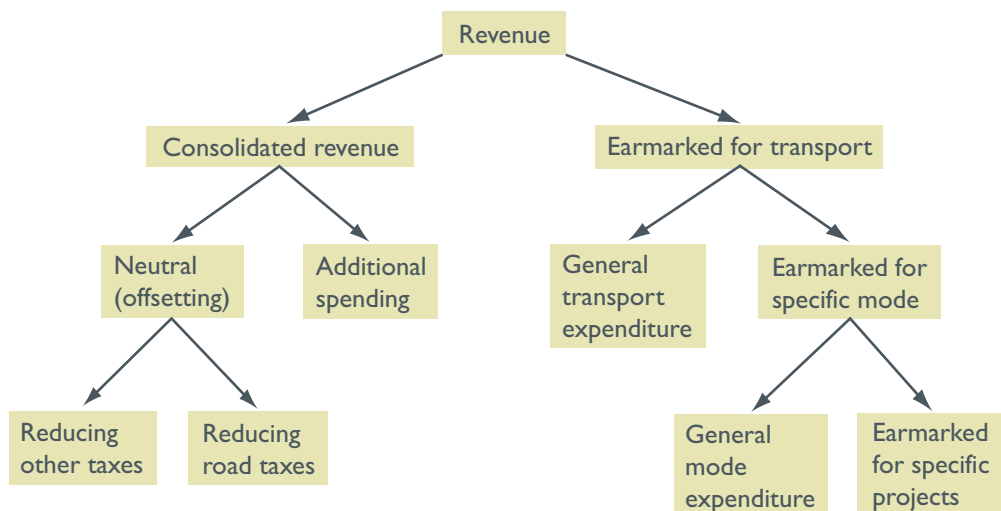 Revenue
Consolidated revenue
Earmarked for transport
Neutral
(offsetting)
Additional
spending
General
transport
expenditure
Earmarked for
specific mode
Reducing
other taxes
Reducing
road taxes
General
mode
expenditure
Earmarked
for specific
projects